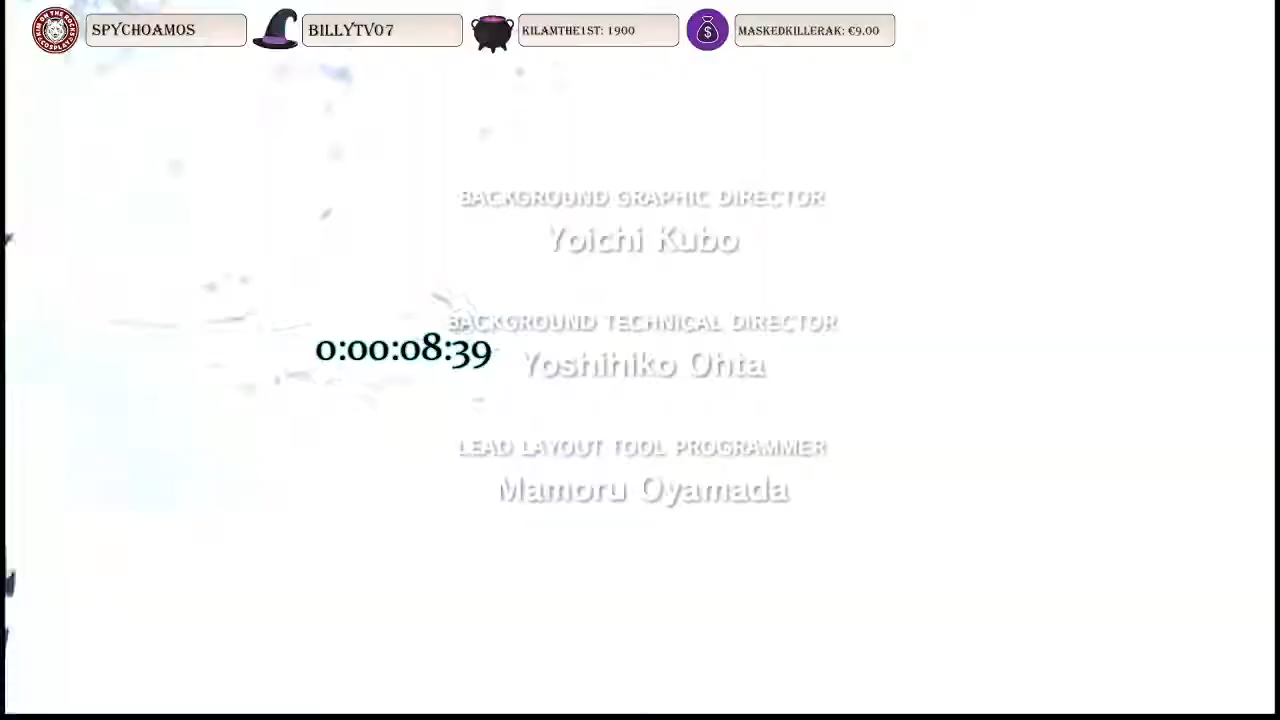 SPYCHOAMOS
BILLYTV07
KILAMTHE1ST: 1900
MASKEDKILLERAK: €9.00
BACKGROUND GRAPHIC DIRECTOR
Yoichi Kubo
BACKGROUND TECHNICAL DIRECTOR
0:00:08:39
Yoshihiko Ohta
LEAD LAYOUT TOOL PROGRAMMER
Mamoru Oyamada